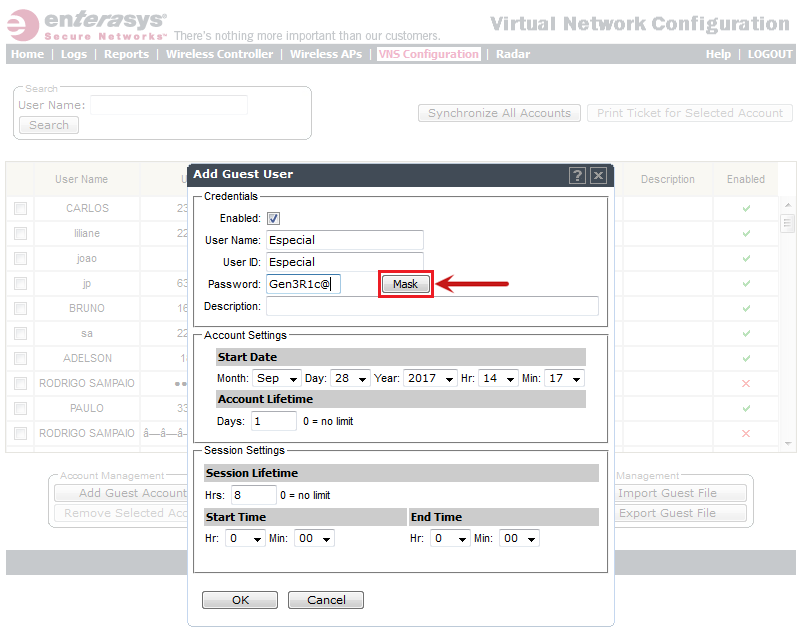 enterasys®
Secure Networks™ There's nothing more important than our customers.
Virtual Network Configuration
Home | Logs | Reports | Wireless Controller | Wireless APs | VNS Configuration | Radar Help | LOGOUT
Search
User Name:
Search
Synchronize All Accounts Print Ticket for Selected Account
User Name U Description Enabled
CARLOS 23
liliane 22
joao
jp 63
BRUNO 16
sa 22
ADELSON
RODRIGO SAMPAIO ●●
PAULO 33
RODRIGO SAMPAIO â—â—â-
Add Guest User ? X
Credentials
Enabled:
User Name: Especial
User ID: Especial
Password: Gen3R1c@ Mask
Description:
Account Settings
Start Date
Month: Sep Day: 28 Year: 2017 Hr: 14 Min: 17
Account Lifetime
Days: 1 0 = no limit
Session Settings
Session Lifetime
Hrs: 8 0 = no limit
Start Time End Time
Hr: 0 Min: 00 Hr: 0 Min: 00
OK Cancel
Account Management
Add Guest Account
Remove Selected Acc
Management
Import Guest File
Export Guest File